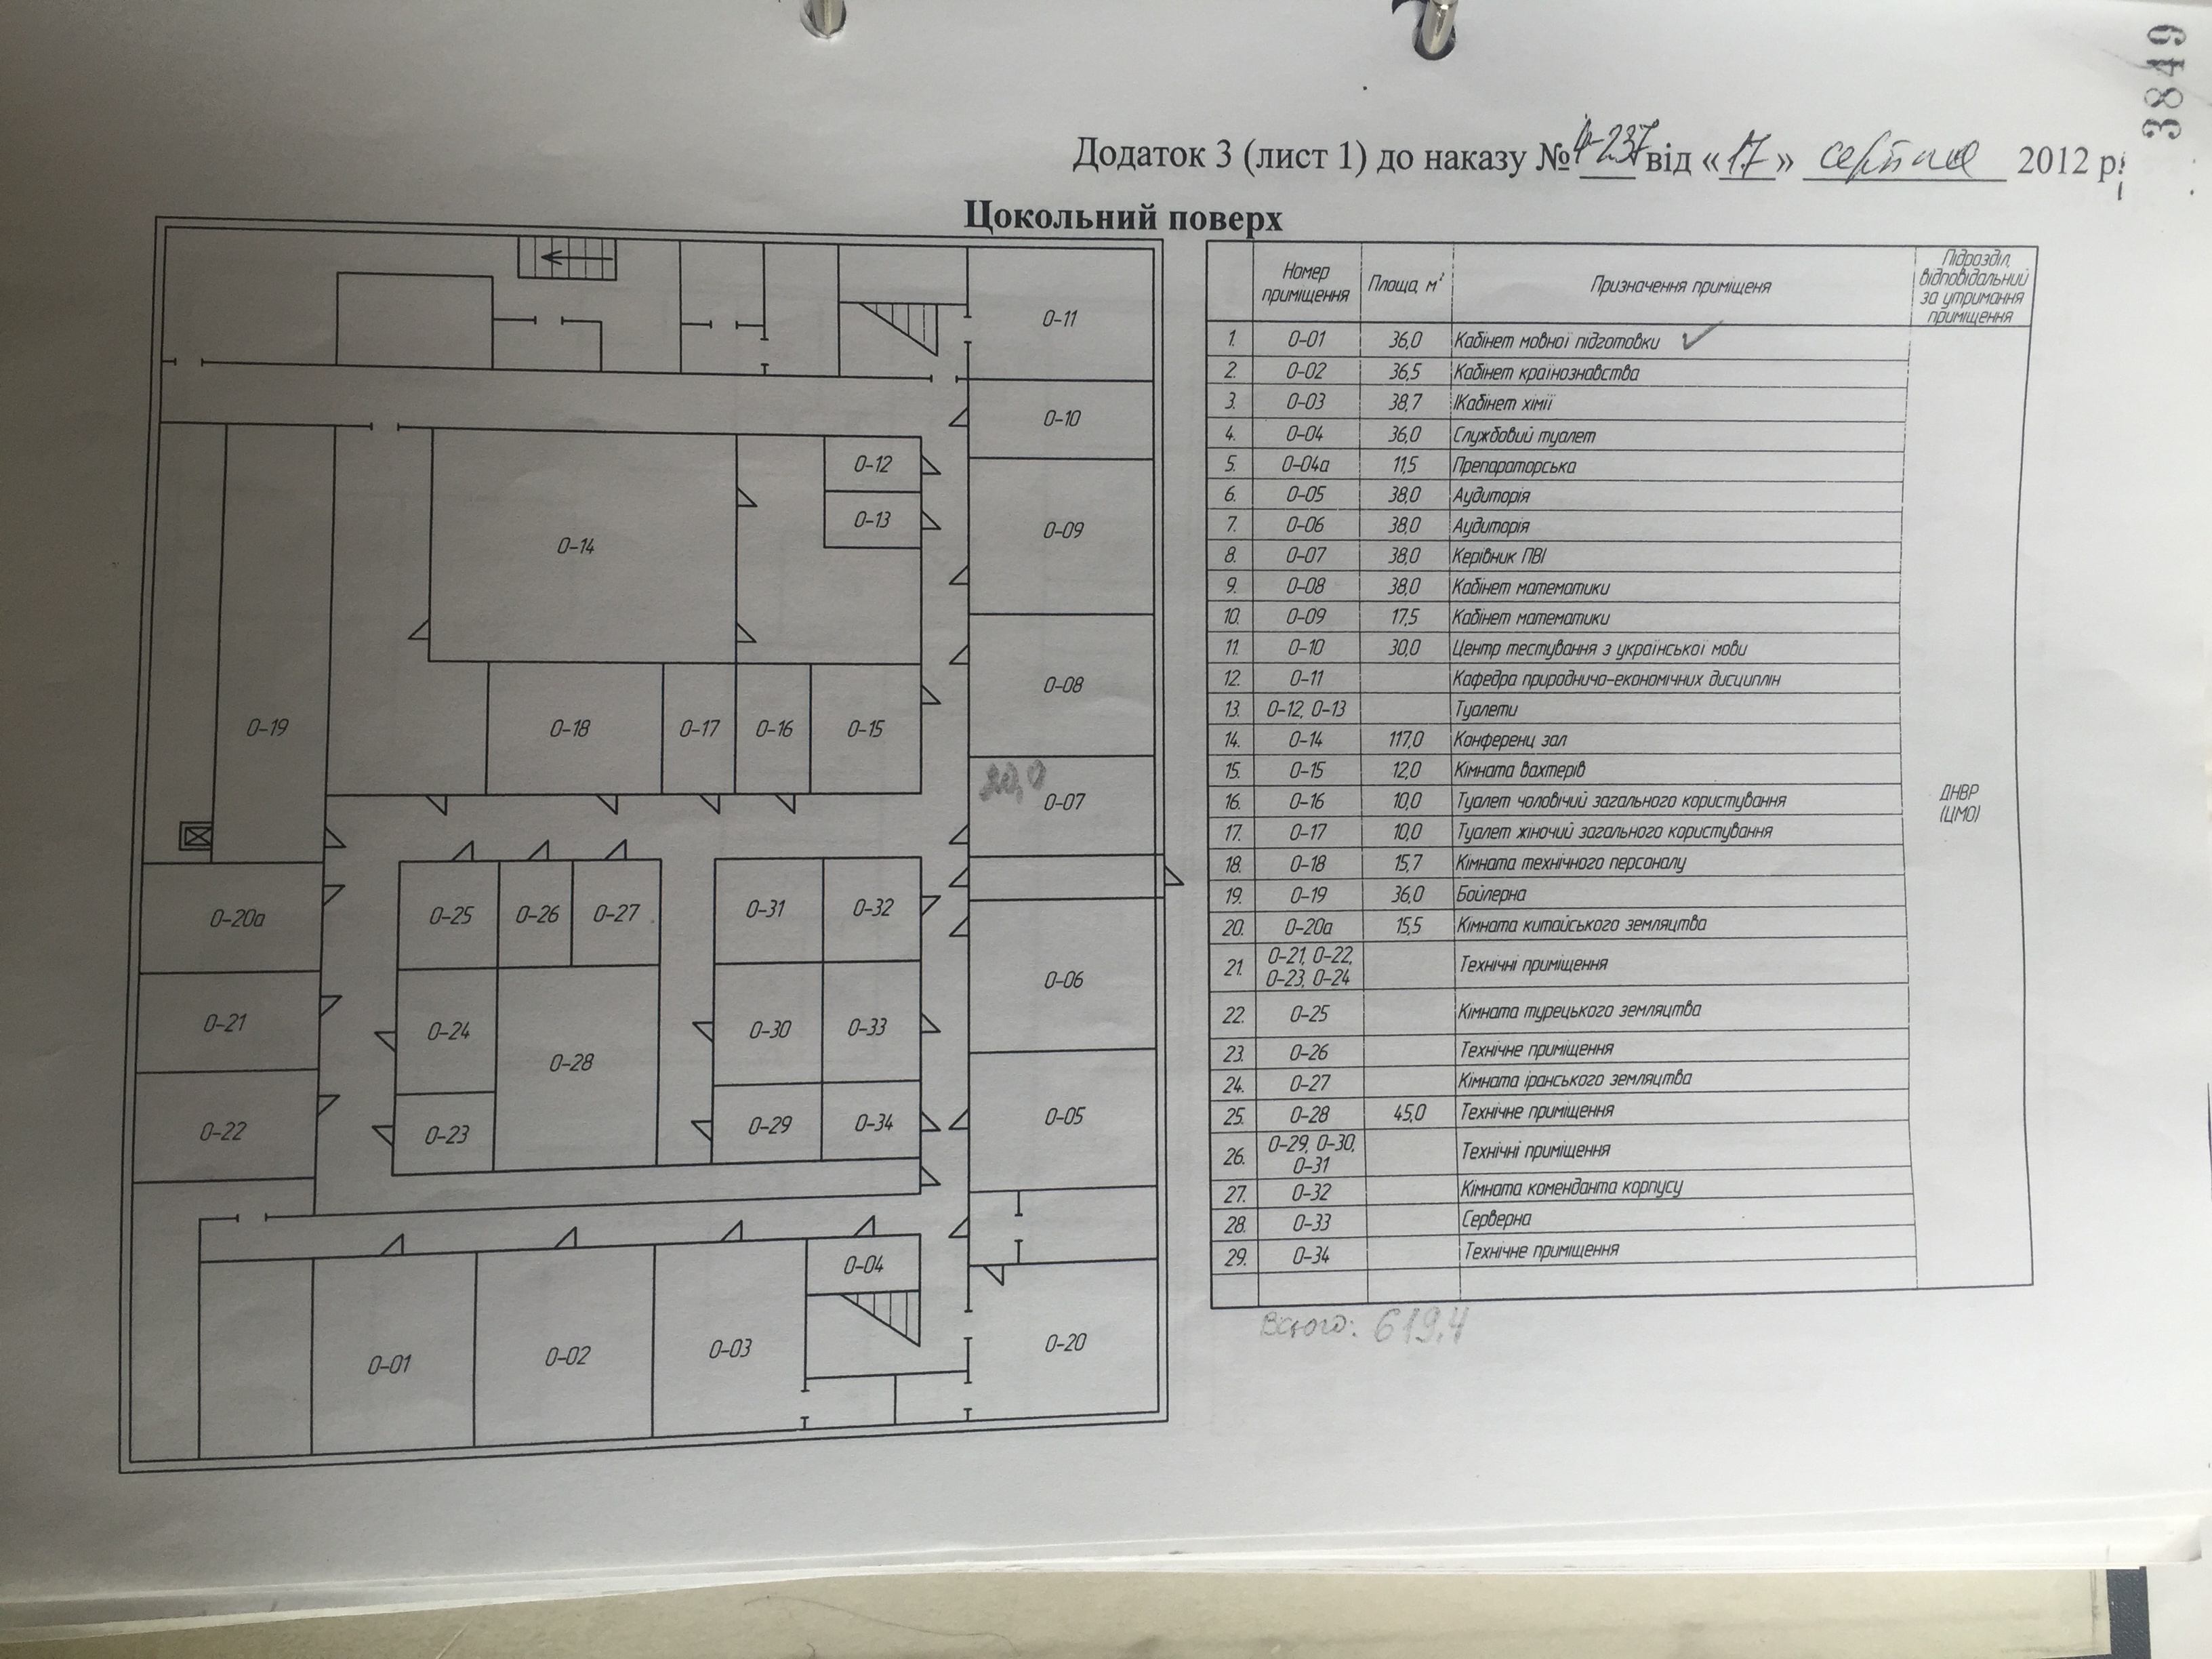 3849
Додаток 3 (лист 1) до наказу № 4-237 від «17» серпня 2012 р.
Цокольний поверх
0-11
0-10
0-12
0-13
0-09
0-14
0-08
0-19
0-18
0-17
0-16
0-15
0-07
0-20а
0-25
0-26
0-27
0-31
0-32
0-06
0-21
0-24
0-28
0-30
0-33
0-22
0-23
0-29
0-34
0-05
0-04
0-01
0-02
0-03
0-20
Номер приміщення Площа, м² Призначення приміщеня Підрозділ, відповідальний за утримання приміщення
1. 0-01 36,0 Кабінет мовної підготовки
2. 0-02 36,5 Кабінет країнознавства
3. 0-03 38,7 ІКабінет хімії
4. 0-04 36,0 Службовий туалет
5. 0-04а 11,5 Препараторська
6. 0-05 38,0 Аудиторія
7. 0-06 38,0 Аудиторія
8. 0-07 38,0 Керівник ПВІ
9. 0-08 38,0 Кабінет математики
10. 0-09 17,5 Кабінет математики
11. 0-10 30,0 Центр тестування з української мови
12. 0-11 Кафедра природничо-економічних дисциплін
13. 0-12, 0-13 Туалети
14. 0-14 117,0 Конференц зал
15. 0-15 12,0 Кімната вахтерів
16. 0-16 10,0 Туалет чоловічий загального користування
17. 0-17 10,0 Туалет жіночий загального користування
18. 0-18 15,7 Кімната технічного персоналу
19. 0-19 36,0 Бойлерна
20. 0-20а 15,5 Кімната китайського земляцтва
21. 0-21, 0-22, 0-23, 0-24 Технічні приміщення
22. 0-25 Кімната турецького земляцтва
23. 0-26 Технічне приміщення
24. 0-27 Кімната іранського земляцтва
25. 0-28 45,0 Технічне приміщення
26. 0-29, 0-30, 0-31 Технічні приміщення
27. 0-32 Кімната коменданта корпусу
28. 0-33 Серверна
29. 0-34 Технічне приміщення
ДНВР
(ЦМО)
Всього: 619,4